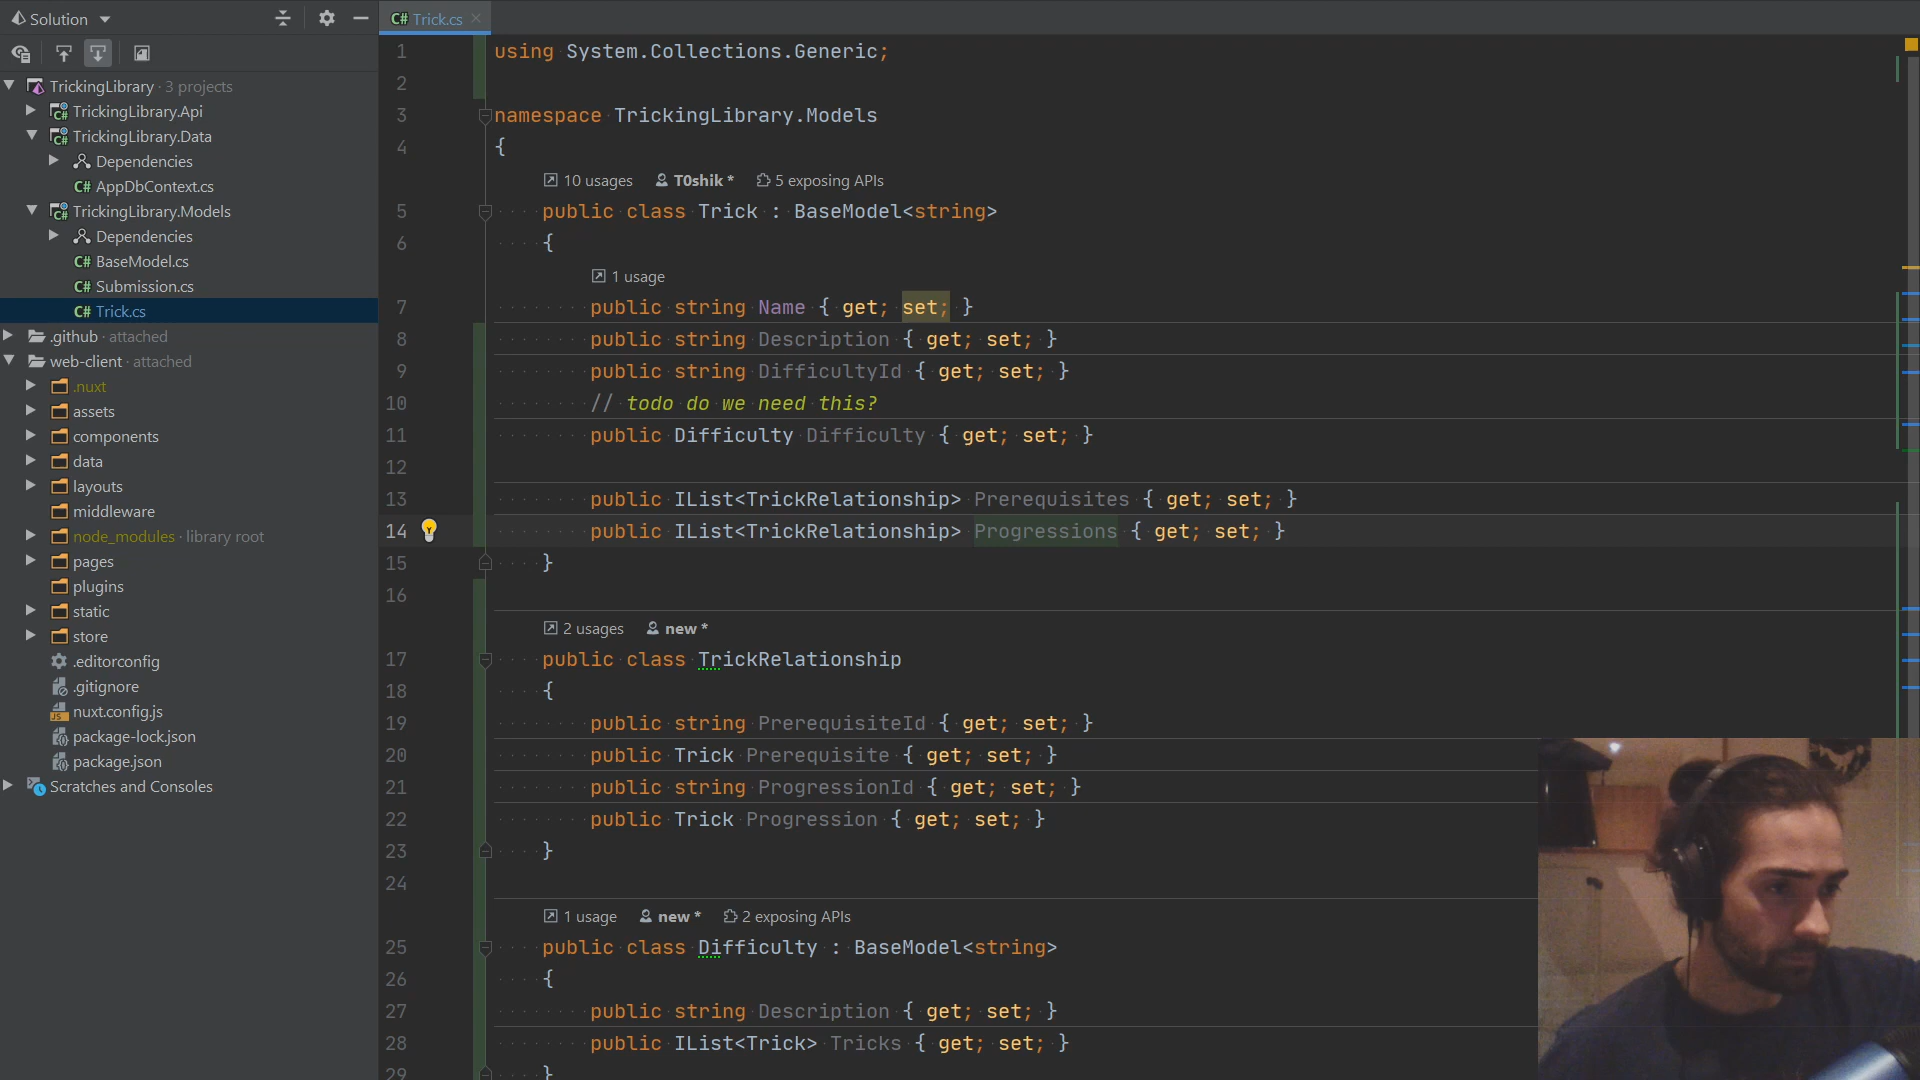 Solution
TrickingLibrary · 3 projects
TrickingLibrary.Api
TrickingLibrary.Data
Dependencies
AppDbContext.cs
TrickingLibrary.Models
Dependencies
BaseModel.cs
Submission.cs
Trick.cs
.github · attached
web-client · attached
.nuxt
assets
components
data
layouts
middleware
node_modules · library root
pages
plugins
static
store
.editorconfig
.gitignore
nuxt.config.js
package-lock.json
package.json
Scratches and Consoles
C# Trick.cs
1 using System.Collections.Generic;
2
3 namespace TrickingLibrary.Models
4 {
10 usages T0shik * 5 exposing APIs
5 public class Trick : BaseModel<string>
6 {
1 usage
7 public string Name { get; set; }
8 public string Description { get; set; }
9 public string DifficultyId { get; set; }
10 // todo do we need this?
11 public Difficulty Difficulty { get; set; }
12
13 public IList<TrickRelationship> Prerequisites { get; set; }
14 public IList<TrickRelationship> Progressions { get; set; }
15 }
16
2 usages new *
17 public class TrickRelationship
18 {
19 public string PrerequisiteId { get; set; }
20 public Trick Prerequisite { get; set; }
21 public string ProgressionId { get; set; }
22 public Trick Progression { get; set; }
23 }
24
1 usage new * 2 exposing APIs
25 public class Difficulty : BaseModel<string>
26 {
27 public string Description { get; set; }
28 public IList<Trick> Tricks { get; set; }
29 }